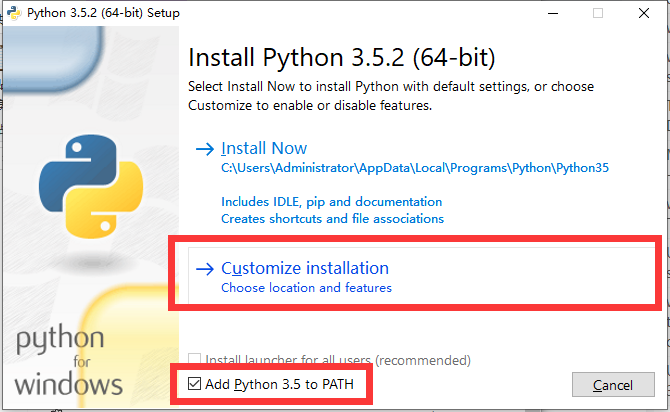 Python 3.5.2 (64-bit) Setup
Install Python 3.5.2 (64-bit)
Select Install Now to install Python with default settings, or choose
Customize to enable or disable features.
Install Now
C:\Users\Administrator\AppData\Local\Programs\Python\Python35
Includes IDLE, pip and documentation
Creates shortcuts and file associations
Customize installation
Choose location and features
python
for
windows
Install launcher for all users (recommended)
Add Python 3.5 to PATH
Cancel